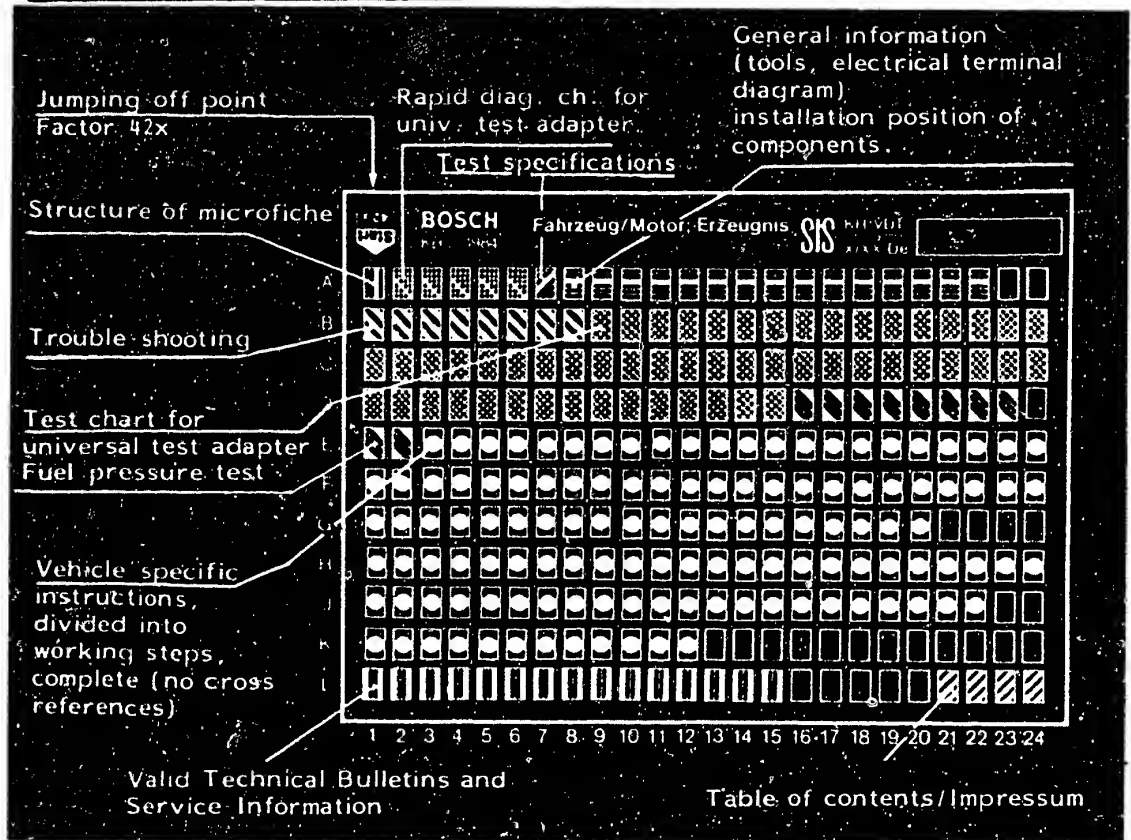 General information
(tools, electrical terminal
diagram)
installation position of
components.
Jumping off point
Factor 42x
Rapid diag. ch. for
univ. test adapter
Test specifications
Structure of microfiche
BOSCH
Fahrzeug/Motor, Erzeugnis
SIS
A
B
Trouble shooting
Test chart for
universal test adapter
Fuel pressure test
E
F
G
H
J
K
L
Vehicle specific
instructions,
divided into
working steps,
complete (no cross
references)
1 2 3 4 5 6 7 8 9 10 11 12 13 14 15 16 17 18 19 20 21 22 23 24
Valid Technical Bulletins and
Service Information
Table of contents/Impressum